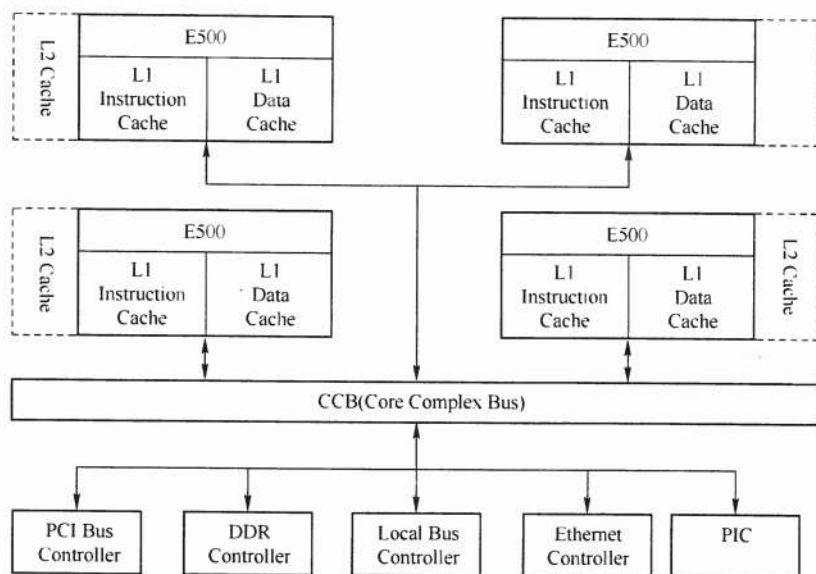 L2 Cache
E500
L1
Instruction
Cache
L1
Data
Cache
E500
L1
Instruction
Cache
L1
Data
Cache
L2 Cache
E500
L1
Instruction
Cache
L1
Data
Cache
E500
L1
Instruction
Cache
L1
Data
Cache
L2 Cache
CCB(Core Complex Bus)
PCI Bus
Controller
DDR
Controller
Local Bus
Controller
Ethernet
Controller
PIC